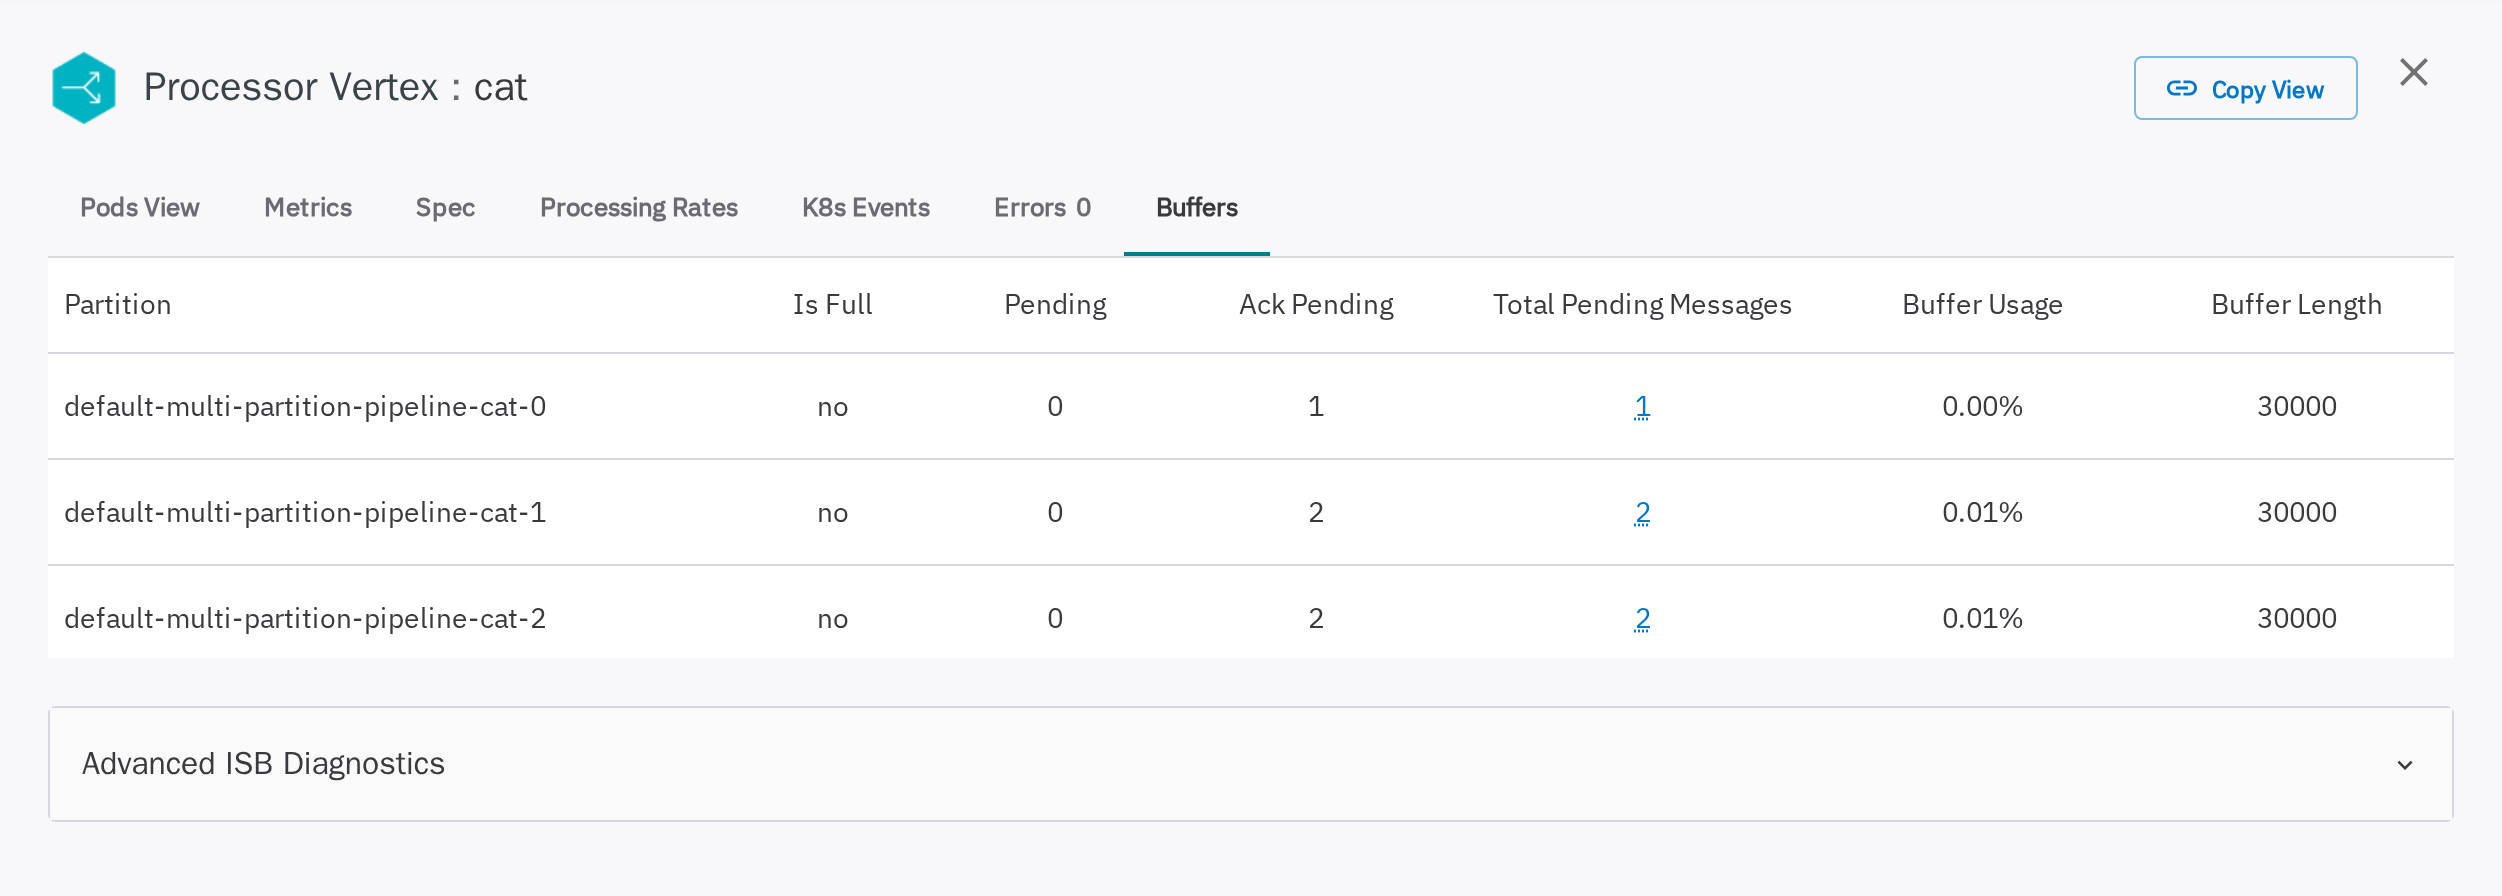 Processor Vertex : cat
Copy View
Pods View Metrics Spec Processing Rates K8s Events Errors 0 Buffers
Partition Is Full Pending Ack Pending Total Pending Messages Buffer Usage Buffer Length
default-multi-partition-pipeline-cat-0 no 0 1 1 0.00% 30000
default-multi-partition-pipeline-cat-1 no 0 2 2 0.01% 30000
default-multi-partition-pipeline-cat-2 no 0 2 2 0.01% 30000
Advanced ISB Diagnostics